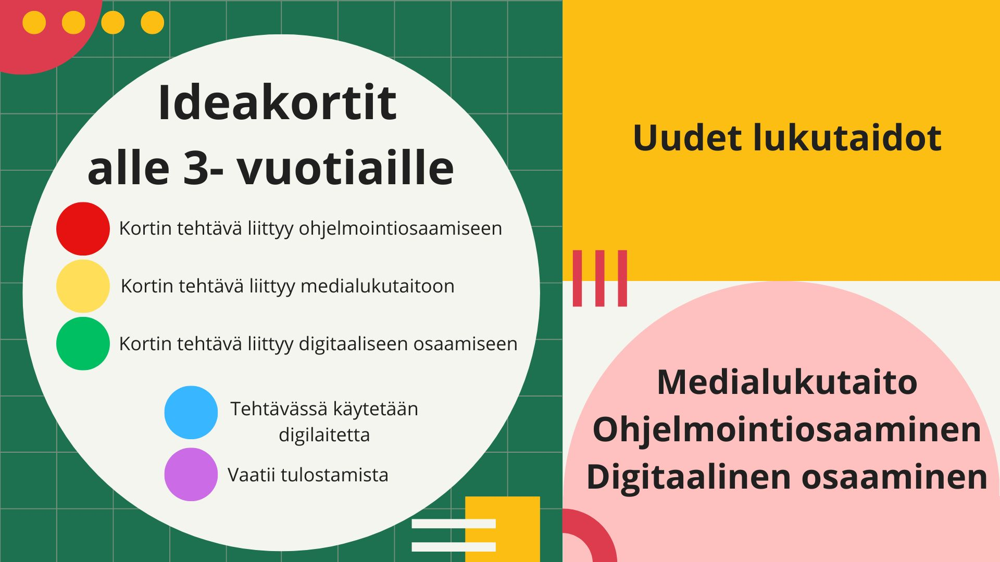 Ideakortit
alle 3- vuotiaille
Kortin tehtävä liittyy ohjelmointiosaamiseen
Kortin tehtävä liittyy medialukutaitoon
Kortin tehtävä liittyy digitaaliseen osaamiseen
Tehtävässä käytetään
digilaitetta
Vaatii tulostamista
Uudet lukutaidot
Medialukutaito
Ohjelmointiosaaminen
Digitaalinen osaaminen